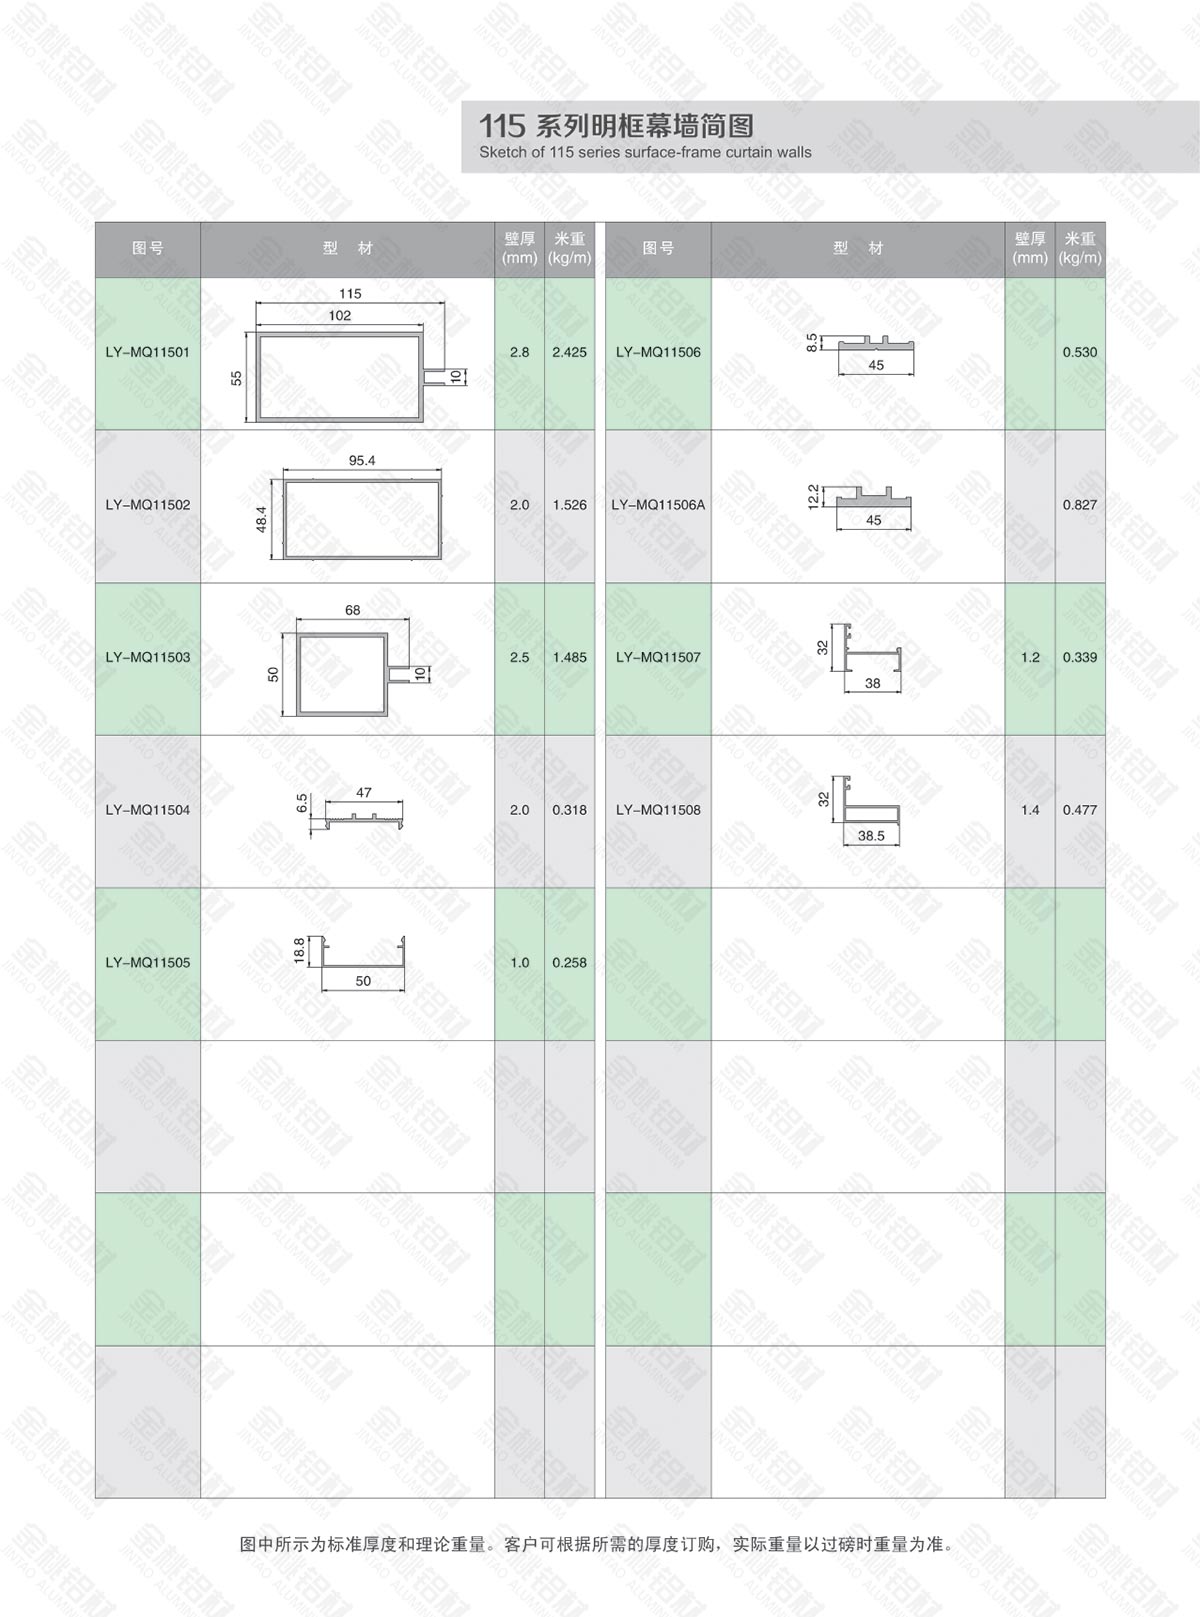 115 系列明框幕墙简图
Sketch of 115 series surface-frame curtain walls
图号 型 材 壁厚(mm) 米重(kg/m) 图号 型 材 壁厚(mm) 米重(kg/m)
115
102
55
10
LY-MQ11501 2.8 2.425
8.5
45
LY-MQ11506 0.530
95.4
48.4
LY-MQ11502 2.0 1.526
12.2
45
LY-MQ11506A 0.827
68
50
10
LY-MQ11503 2.5 1.485
32
38
LY-MQ11507 1.2 0.339
47
6.5
LY-MQ11504 2.0 0.318
32
38.5
LY-MQ11508 1.4 0.477
18.8
50
LY-MQ11505 1.0 0.258
图中所示为标准厚度和理论重量。客户可根据所需的厚度订购，实际重量以过磅时重量为准。
金桃铝材
JINTAO ALUMINIUM